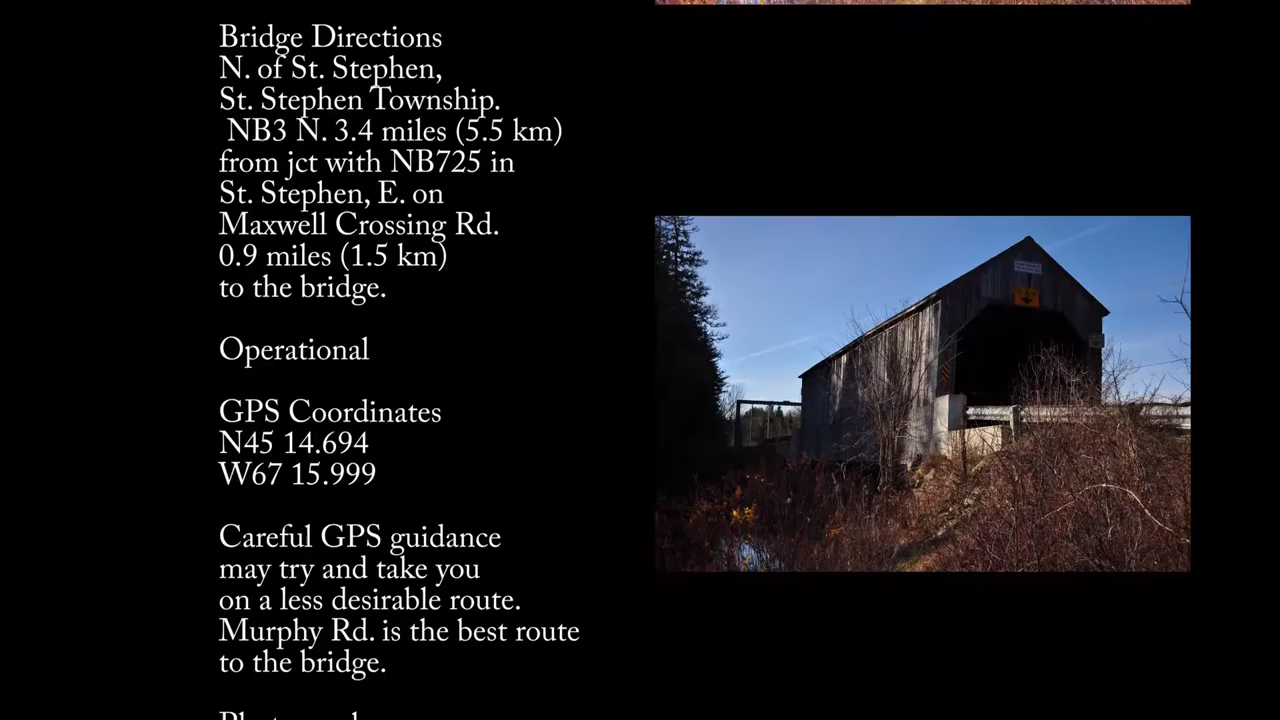 Bridge Directions
N. of St. Stephen,
St. Stephen Township.
NB3 N. 3.4 miles (5.5 km)
from jct with NB725 in
St. Stephen, E. on
Maxwell Crossing Rd.
0.9 miles (1.5 km)
to the bridge.
Operational
GPS Coordinates
N45 14.694
W67 15.999
Careful GPS guidance
may try and take you
on a less desirable route.
Murphy Rd. is the best route
to the bridge.